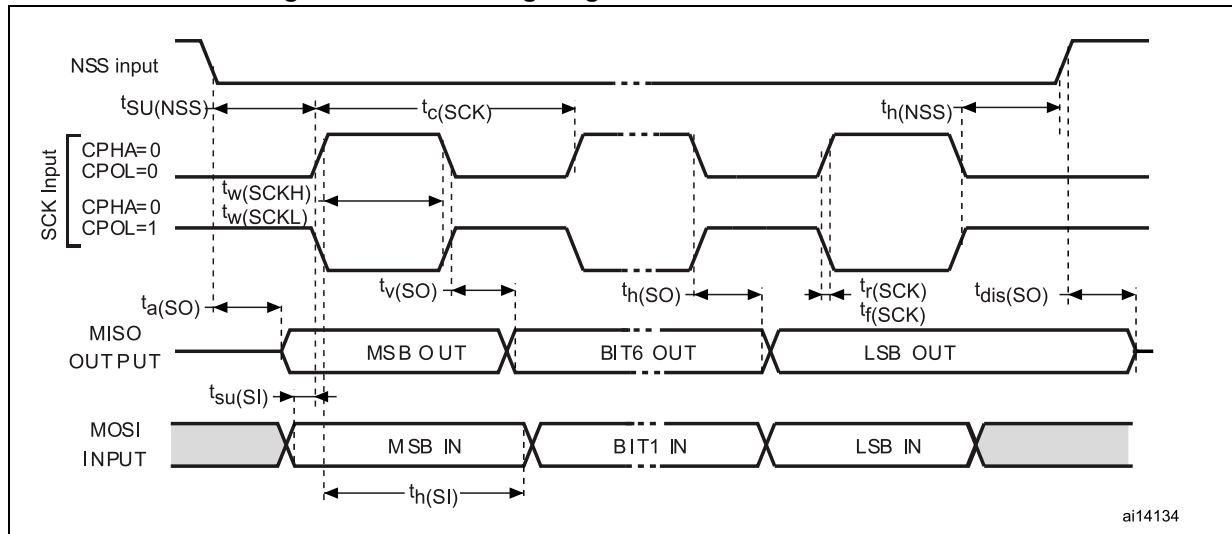 NSS input
tSU(NSS)
tc(SCK)
th(NSS)
SCK Input
CPHA=0
CPOL=0
tw(SCKH)
CPHA=0
tw(SCKL)
CPOL=1
ta(SO)
tv(SO)
th(SO)
tr(SCK)
tf(SCK)
tdis(SO)
MISO
OUTPUT
MSB OUT
BIT6 OUT
LSB OUT
tsu(SI)
MOSI
INPUT
MSB IN
BIT1 IN
LSB IN
th(SI)
ai14134